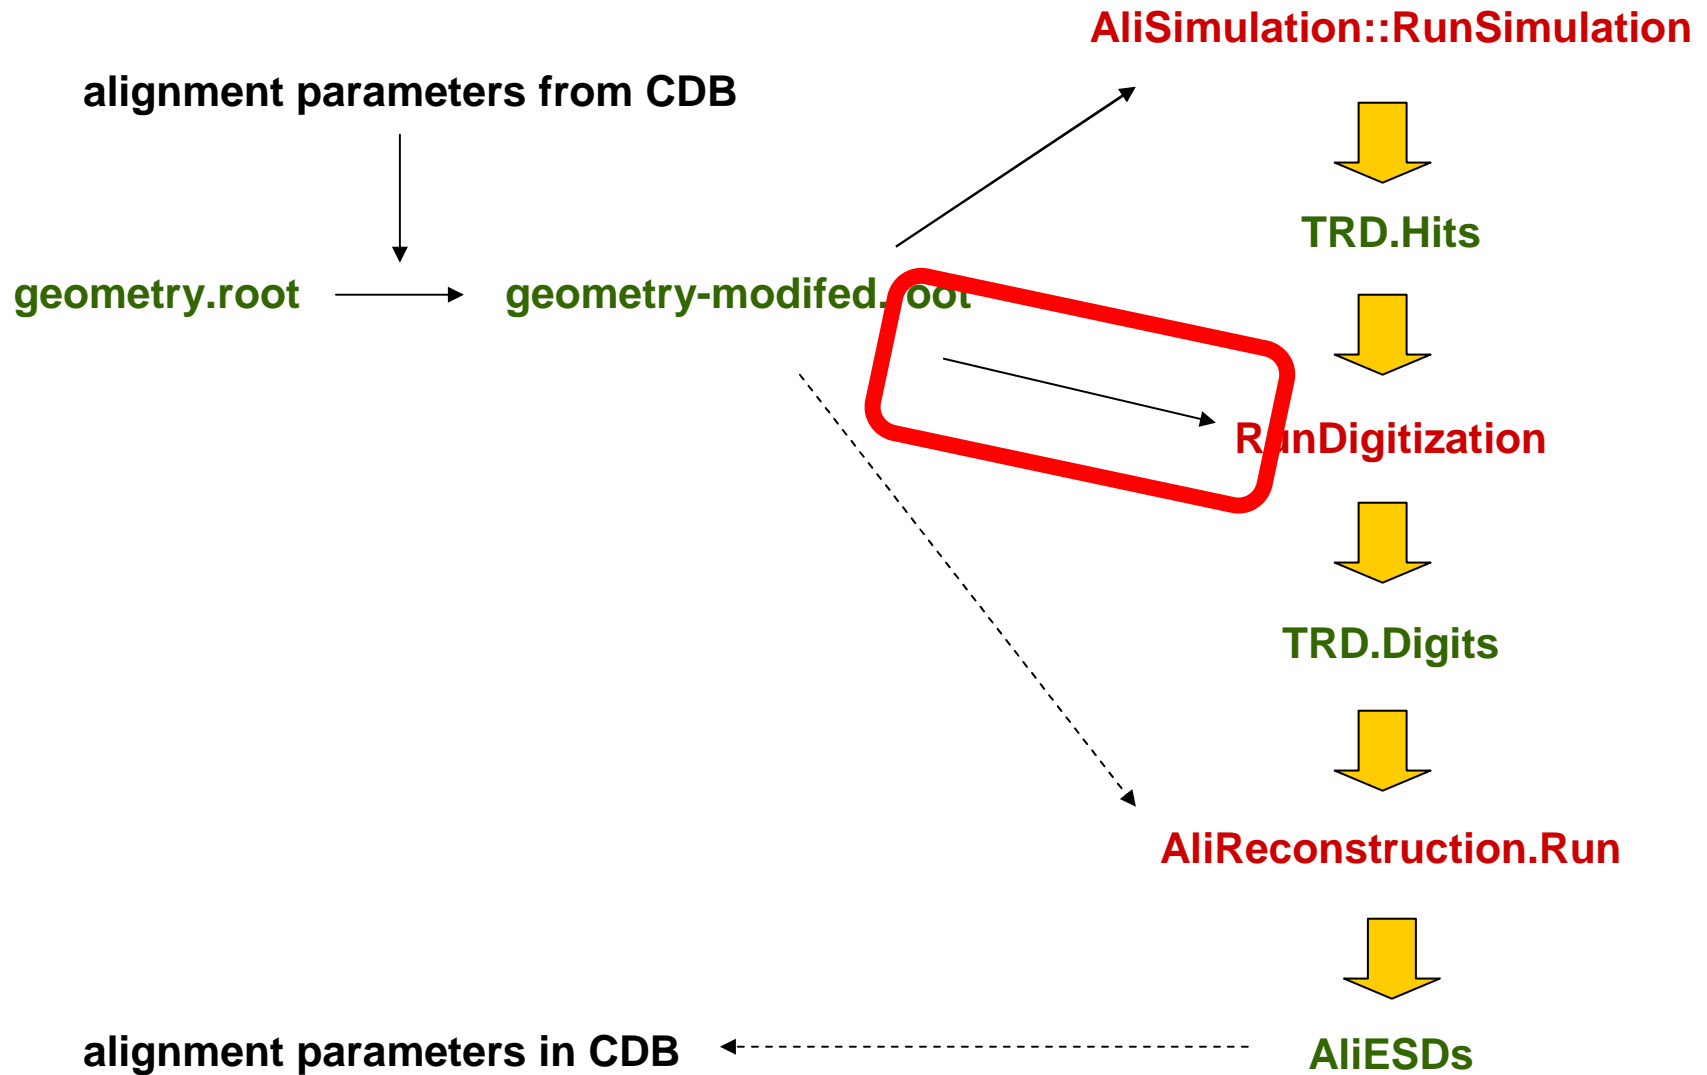 AliSimulation::RunSimulation
alignment parameters from CDB
TRD.Hits
geometry.root
geometry-modifed.root
RunDigitization
TRD.Digits
AliReconstruction.Run
alignment parameters in CDB
AliESDs